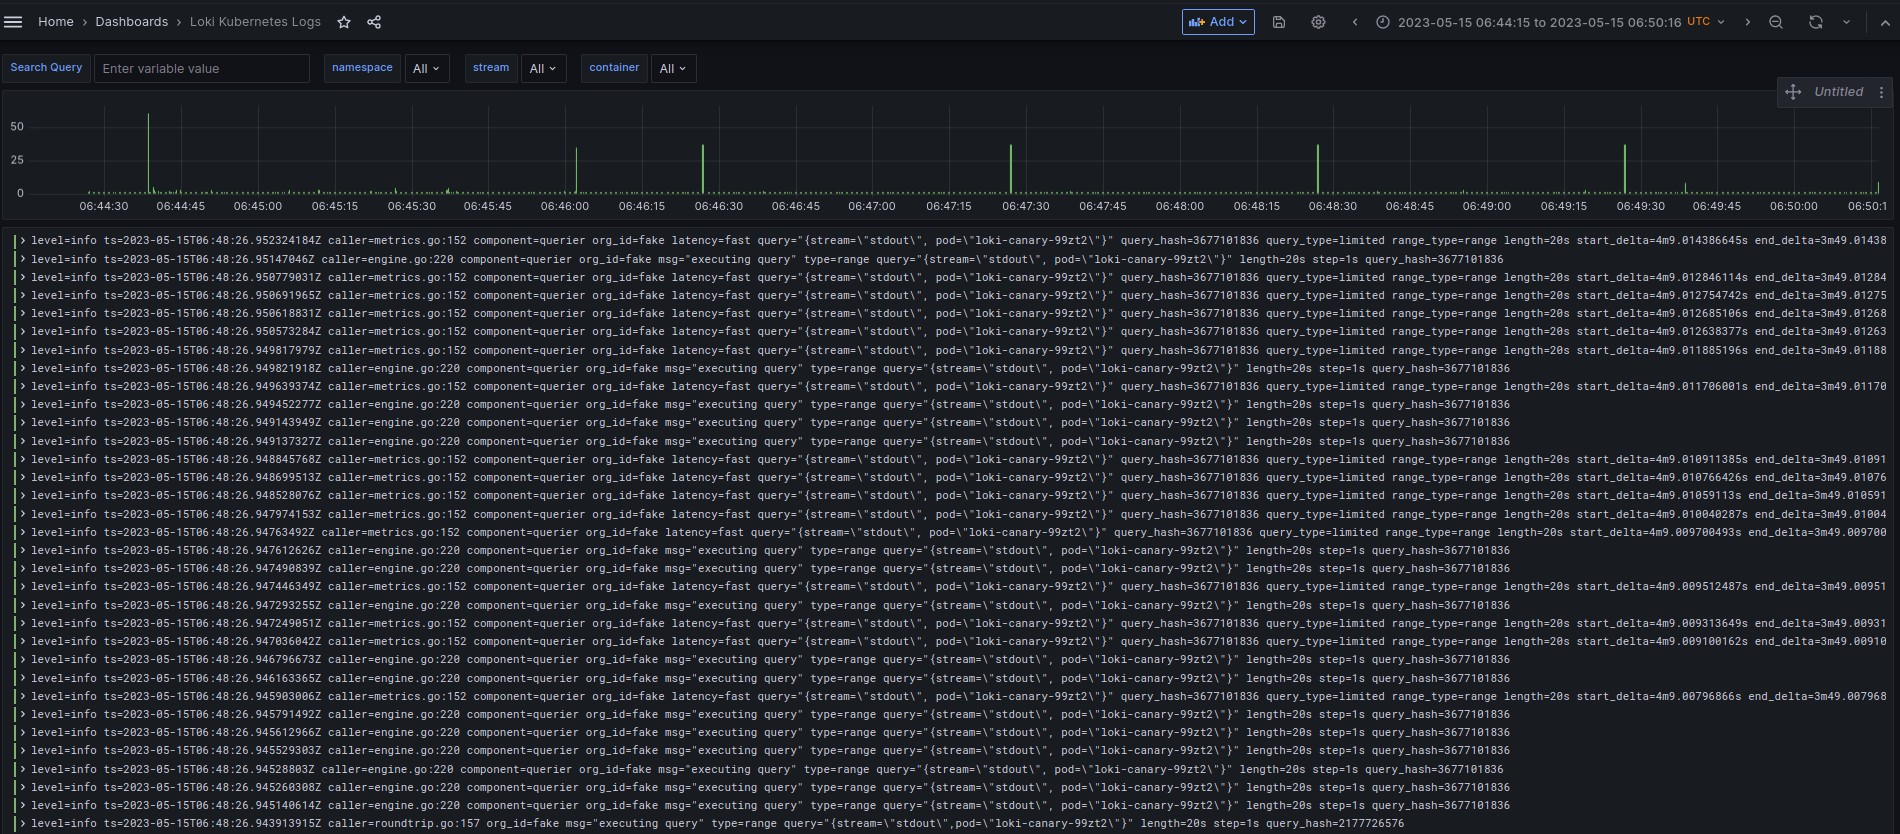 Home › Dashboards › Loki Kubernetes Logs Add 2023-05-15 06:44:15 to 2023-05-15 06:50:16 UTC
Search Query Enter variable value namespace All stream All container All
Untitled
50
25
0
06:44:30 06:44:45 06:45:00 06:45:15 06:45:30 06:45:45 06:46:00 06:46:15 06:46:30 06:46:45 06:47:00 06:47:15 06:47:30 06:47:45 06:48:00 06:48:15 06:48:30 06:48:45 06:49:00 06:49:15 06:49:30 06:49:45 06:50:00 06:50:1
level=info ts=2023-05-15T06:48:26.952324184Z caller=metrics.go:152 component=querier org_id=fake latency=fast query="{stream=\"stdout\", pod=\"loki-canary-99zt2\"}" query_hash=3677101836 query_type=limited range_type=range length=20s start_delta=4m9.014386645s end_delta=3m49.01438
level=info ts=2023-05-15T06:48:26.95147046Z caller=engine.go:220 component=querier org_id=fake msg="executing query" type=range query="{stream=\"stdout\", pod=\"loki-canary-99zt2\"}" length=20s step=1s query_hash=3677101836
level=info ts=2023-05-15T06:48:26.950779031Z caller=metrics.go:152 component=querier org_id=fake latency=fast query="{stream=\"stdout\", pod=\"loki-canary-99zt2\"}" query_hash=3677101836 query_type=limited range_type=range length=20s start_delta=4m9.012846114s end_delta=3m49.01284
level=info ts=2023-05-15T06:48:26.950691965Z caller=metrics.go:152 component=querier org_id=fake latency=fast query="{stream=\"stdout\", pod=\"loki-canary-99zt2\"}" query_hash=3677101836 query_type=limited range_type=range length=20s start_delta=4m9.012754742s end_delta=3m49.01275
level=info ts=2023-05-15T06:48:26.950618831Z caller=metrics.go:152 component=querier org_id=fake latency=fast query="{stream=\"stdout\", pod=\"loki-canary-99zt2\"}" query_hash=3677101836 query_type=limited range_type=range length=20s start_delta=4m9.012685106s end_delta=3m49.01268
level=info ts=2023-05-15T06:48:26.950573284Z caller=metrics.go:152 component=querier org_id=fake latency=fast query="{stream=\"stdout\", pod=\"loki-canary-99zt2\"}" query_hash=3677101836 query_type=limited range_type=range length=20s start_delta=4m9.012638377s end_delta=3m49.01263
level=info ts=2023-05-15T06:48:26.949817979Z caller=metrics.go:152 component=querier org_id=fake latency=fast query="{stream=\"stdout\", pod=\"loki-canary-99zt2\"}" query_hash=3677101836 query_type=limited range_type=range length=20s start_delta=4m9.011885196s end_delta=3m49.01188
level=info ts=2023-05-15T06:48:26.949821918Z caller=engine.go:220 component=querier org_id=fake msg="executing query" type=range query="{stream=\"stdout\", pod=\"loki-canary-99zt2\"}" length=20s step=1s query_hash=3677101836
level=info ts=2023-05-15T06:48:26.949639374Z caller=metrics.go:152 component=querier org_id=fake latency=fast query="{stream=\"stdout\", pod=\"loki-canary-99zt2\"}" query_hash=3677101836 query_type=limited range_type=range length=20s start_delta=4m9.011706001s end_delta=3m49.01170
level=info ts=2023-05-15T06:48:26.949452277Z caller=engine.go:220 component=querier org_id=fake msg="executing query" type=range query="{stream=\"stdout\", pod=\"loki-canary-99zt2\"}" length=20s step=1s query_hash=3677101836
level=info ts=2023-05-15T06:48:26.949143949Z caller=engine.go:220 component=querier org_id=fake msg="executing query" type=range query="{stream=\"stdout\", pod=\"loki-canary-99zt2\"}" length=20s step=1s query_hash=3677101836
level=info ts=2023-05-15T06:48:26.949137327Z caller=engine.go:220 component=querier org_id=fake msg="executing query" type=range query="{stream=\"stdout\", pod=\"loki-canary-99zt2\"}" length=20s step=1s query_hash=3677101836
level=info ts=2023-05-15T06:48:26.948845768Z caller=metrics.go:152 component=querier org_id=fake latency=fast query="{stream=\"stdout\", pod=\"loki-canary-99zt2\"}" query_hash=3677101836 query_type=limited range_type=range length=20s start_delta=4m9.010911385s end_delta=3m49.01091
level=info ts=2023-05-15T06:48:26.948699513Z caller=metrics.go:152 component=querier org_id=fake latency=fast query="{stream=\"stdout\", pod=\"loki-canary-99zt2\"}" query_hash=3677101836 query_type=limited range_type=range length=20s start_delta=4m9.010766426s end_delta=3m49.01076
level=info ts=2023-05-15T06:48:26.948528076Z caller=metrics.go:152 component=querier org_id=fake latency=fast query="{stream=\"stdout\", pod=\"loki-canary-99zt2\"}" query_hash=3677101836 query_type=limited range_type=range length=20s start_delta=4m9.01059113s end_delta=3m49.010591
level=info ts=2023-05-15T06:48:26.947974153Z caller=metrics.go:152 component=querier org_id=fake latency=fast query="{stream=\"stdout\", pod=\"loki-canary-99zt2\"}" query_hash=3677101836 query_type=limited range_type=range length=20s start_delta=4m9.010040287s end_delta=3m49.01004
level=info ts=2023-05-15T06:48:26.94763492Z caller=metrics.go:152 component=querier org_id=fake latency=fast query="{stream=\"stdout\", pod=\"loki-canary-99zt2\"}" query_hash=3677101836 query_type=limited range_type=range length=20s start_delta=4m9.009700493s end_delta=3m49.009700
level=info ts=2023-05-15T06:48:26.947612626Z caller=engine.go:220 component=querier org_id=fake msg="executing query" type=range query="{stream=\"stdout\", pod=\"loki-canary-99zt2\"}" length=20s step=1s query_hash=3677101836
level=info ts=2023-05-15T06:48:26.947490839Z caller=engine.go:220 component=querier org_id=fake msg="executing query" type=range query="{stream=\"stdout\", pod=\"loki-canary-99zt2\"}" length=20s step=1s query_hash=3677101836
level=info ts=2023-05-15T06:48:26.947446349Z caller=metrics.go:152 component=querier org_id=fake latency=fast query="{stream=\"stdout\", pod=\"loki-canary-99zt2\"}" query_hash=3677101836 query_type=limited range_type=range length=20s start_delta=4m9.009512487s end_delta=3m49.00951
level=info ts=2023-05-15T06:48:26.947293255Z caller=engine.go:220 component=querier org_id=fake msg="executing query" type=range query="{stream=\"stdout\", pod=\"loki-canary-99zt2\"}" length=20s step=1s query_hash=3677101836
level=info ts=2023-05-15T06:48:26.947249051Z caller=metrics.go:152 component=querier org_id=fake latency=fast query="{stream=\"stdout\", pod=\"loki-canary-99zt2\"}" query_hash=3677101836 query_type=limited range_type=range length=20s start_delta=4m9.009313649s end_delta=3m49.00931
level=info ts=2023-05-15T06:48:26.947036042Z caller=metrics.go:152 component=querier org_id=fake latency=fast query="{stream=\"stdout\", pod=\"loki-canary-99zt2\"}" query_hash=3677101836 query_type=limited range_type=range length=20s start_delta=4m9.009100162s end_delta=3m49.00910
level=info ts=2023-05-15T06:48:26.946796673Z caller=engine.go:220 component=querier org_id=fake msg="executing query" type=range query="{stream=\"stdout\", pod=\"loki-canary-99zt2\"}" length=20s step=1s query_hash=3677101836
level=info ts=2023-05-15T06:48:26.946163365Z caller=engine.go:220 component=querier org_id=fake msg="executing query" type=range query="{stream=\"stdout\", pod=\"loki-canary-99zt2\"}" length=20s step=1s query_hash=3677101836
level=info ts=2023-05-15T06:48:26.945903006Z caller=metrics.go:152 component=querier org_id=fake latency=fast query="{stream=\"stdout\", pod=\"loki-canary-99zt2\"}" query_hash=3677101836 query_type=limited range_type=range length=20s start_delta=4m9.00796866s end_delta=3m49.007968
level=info ts=2023-05-15T06:48:26.945791492Z caller=engine.go:220 component=querier org_id=fake msg="executing query" type=range query="{stream=\"stdout\", pod=\"loki-canary-99zt2\"}" length=20s step=1s query_hash=3677101836
level=info ts=2023-05-15T06:48:26.945612966Z caller=engine.go:220 component=querier org_id=fake msg="executing query" type=range query="{stream=\"stdout\", pod=\"loki-canary-99zt2\"}" length=20s step=1s query_hash=3677101836
level=info ts=2023-05-15T06:48:26.945529303Z caller=engine.go:220 component=querier org_id=fake msg="executing query" type=range query="{stream=\"stdout\", pod=\"loki-canary-99zt2\"}" length=20s step=1s query_hash=3677101836
level=info ts=2023-05-15T06:48:26.94528803Z caller=engine.go:220 component=querier org_id=fake msg="executing query" type=range query="{stream=\"stdout\", pod=\"loki-canary-99zt2\"}" length=20s step=1s query_hash=3677101836
level=info ts=2023-05-15T06:48:26.945260308Z caller=engine.go:220 component=querier org_id=fake msg="executing query" type=range query="{stream=\"stdout\", pod=\"loki-canary-99zt2\"}" length=20s step=1s query_hash=3677101836
level=info ts=2023-05-15T06:48:26.945140614Z caller=engine.go:220 component=querier org_id=fake msg="executing query" type=range query="{stream=\"stdout\", pod=\"loki-canary-99zt2\"}" length=20s step=1s query_hash=3677101836
level=info ts=2023-05-15T06:48:26.943913915Z caller=roundtrip.go:157 org_id=fake msg="executing query" type=range query="{stream=\"stdout\",pod=\"loki-canary-99zt2\"}" length=20s step=1s query_hash=2177726576